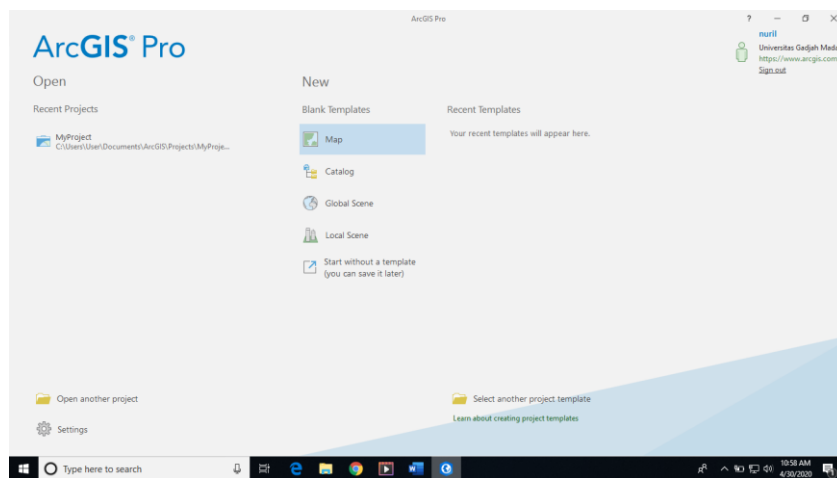 ArcGIS Pro
?
ArcGIS® Pro
nuril
Universitas Gadjah Mada
https://www.arcgis.com
Sign out
Open
Recent Projects
MyProject
C:\Users\User\Documents\ArcGIS\Projects\MyProje...
New
Blank Templates
Map
Catalog
Global Scene
Local Scene
Start without a template
(you can save it later)
Recent Templates
Your recent templates will appear here.
Open another project
Settings
Select another project template
Learn about creating project templates
Type here to search
10:58 AM
4/30/2020